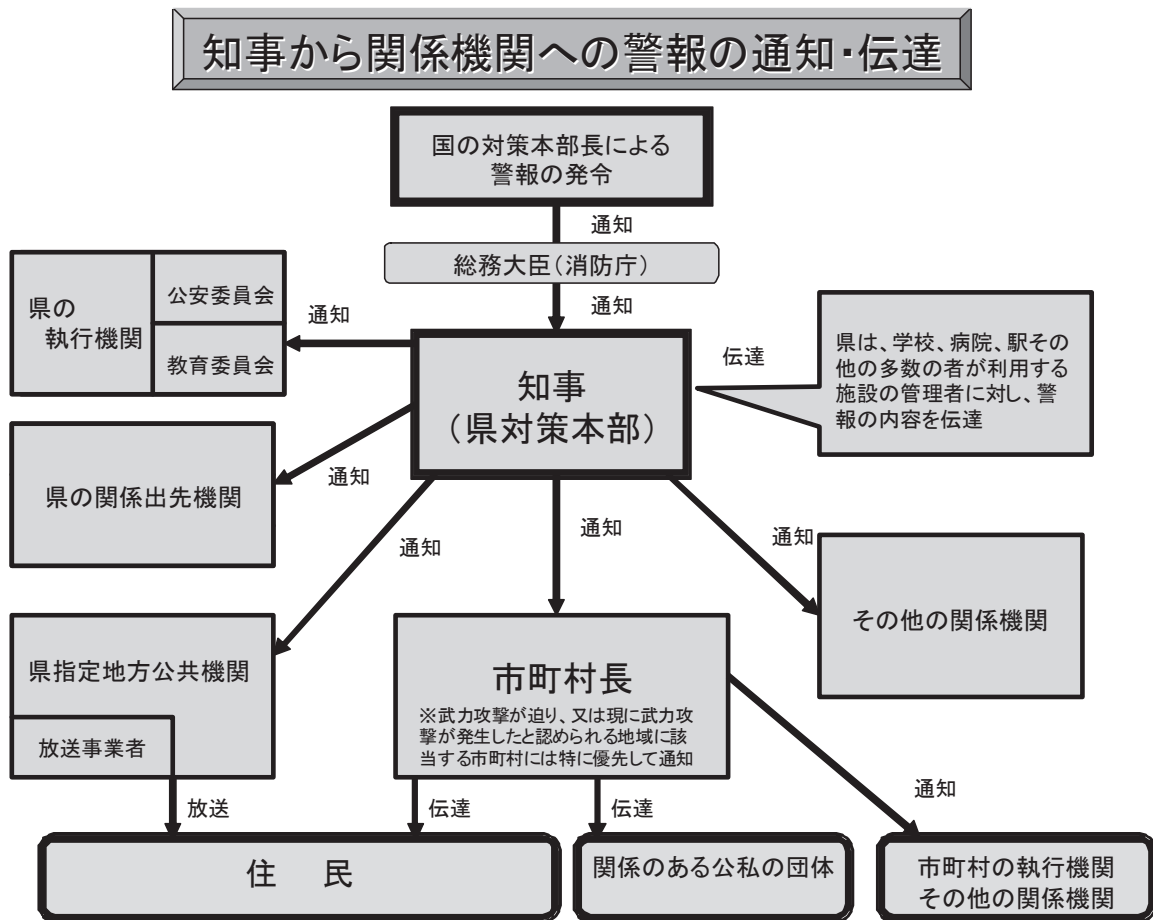 知事から関係機関への警報の通知・伝達
国の対策本部長による
警報の発令
通知
総務大臣(消防庁)
通知
県の
執行機関
公安委員会
教育委員会
通知
知事
(県対策本部)
伝達
県は、学校、病院、駅その
他の多数の者が利用する
施設の管理者に対し、警
報の内容を伝達
県の関係出先機関
通知
通知
通知
通知
その他の関係機関
県指定地方公共機関
放送事業者
市町村長
※武力攻撃が迫り、又は現に武力攻
撃が発生したと認められる地域に該
当する市町村には特に優先して通知
放送
伝達
伝達
通知
住 民
関係のある公私の団体
市町村の執行機関
その他の関係機関